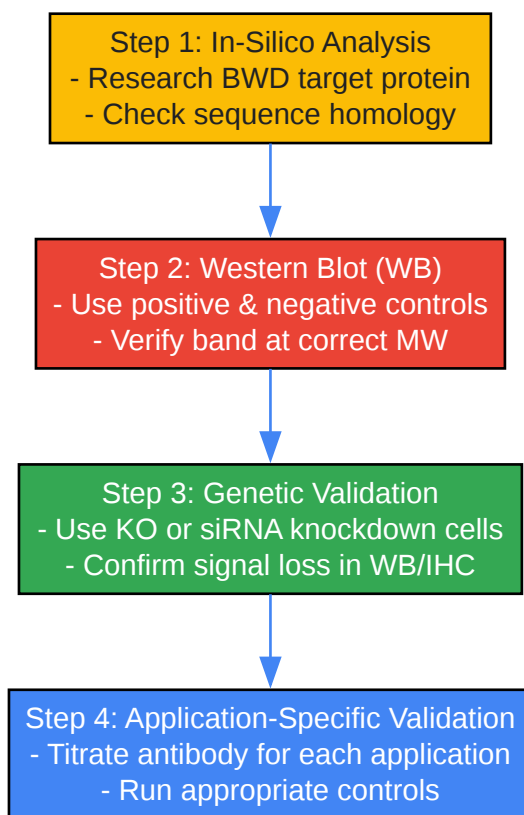 Step 1: In-Silico Analysis
- Research BWD target protein
- Check sequence homology
Step 2: Western Blot (WB)
- Use positive & negative controls
- Verify band at correct MW
Step 3: Genetic Validation
- Use KO or siRNA knockdown cells
- Confirm signal loss in WB/IHC
Step 4: Application-Specific Validation
- Titrate antibody for each application
- Run appropriate controls